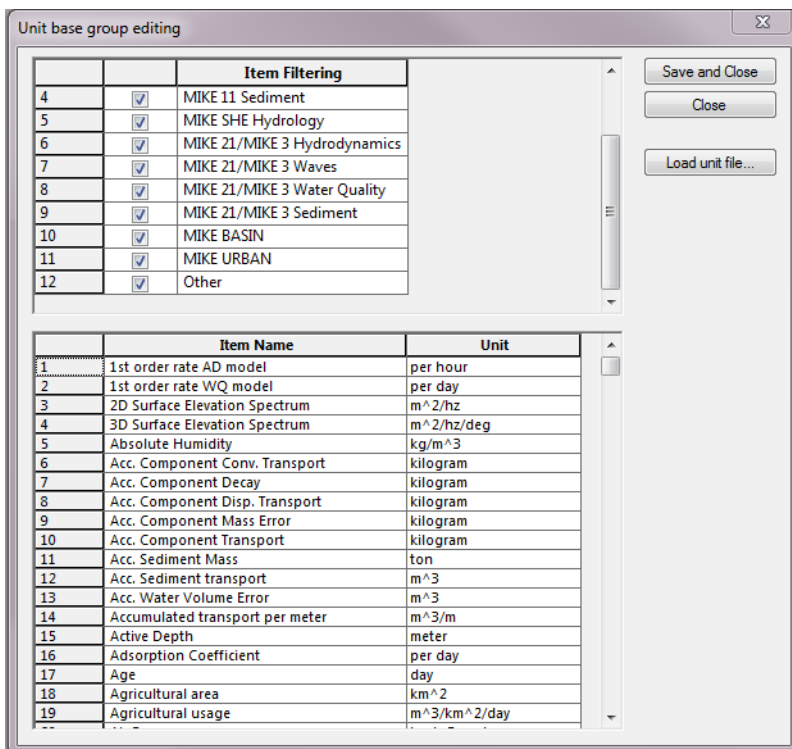 Unit base group editing
Item Filtering
4 MIKE 11 Sediment
5 MIKE SHE Hydrology
6 MIKE 21/MIKE 3 Hydrodynamics
7 MIKE 21/MIKE 3 Waves
8 MIKE 21/MIKE 3 Water Quality
9 MIKE 21/MIKE 3 Sediment
10 MIKE BASIN
11 MIKE URBAN
12 Other
Save and Close
Close
Load unit file...
Item Name Unit
1 1st order rate AD model per hour
2 1st order rate WQ model per day
3 2D Surface Elevation Spectrum m^2/hz
4 3D Surface Elevation Spectrum m^2/hz/deg
5 Absolute Humidity kg/m^3
6 Acc. Component Conv. Transport kilogram
7 Acc. Component Decay kilogram
8 Acc. Component Disp. Transport kilogram
9 Acc. Component Mass Error kilogram
10 Acc. Component Transport kilogram
11 Acc. Sediment Mass ton
12 Acc. Sediment transport m^3
13 Acc. Water Volume Error m^3
14 Accumulated transport per meter m^3/m
15 Active Depth meter
16 Adsorption Coefficient per day
17 Age day
18 Agricultural area km^2
19 Agricultural usage m^3/km^2/day